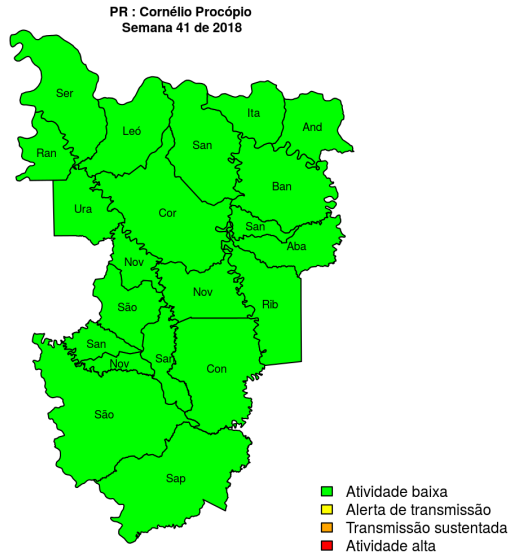 PR : Cornélio Procópio
Semana 41 de 2018
Ser
Ita
Leó
And
San
Ran
Ban
Ura
Cor
San
Aba
Nov
Nov
Rib
São
San
San
Nov
Con
São
Sap
Atividade baixa
Alerta de transmissão
Transmissão sustentada
Atividade alta